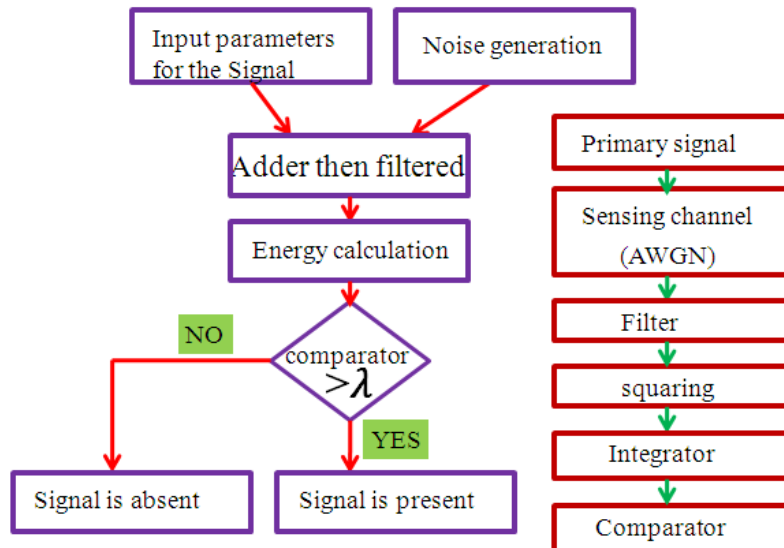 Input parameters
for the Signal
Noise generation
Adder then filtered
Energy calculation
NO
comparator
>λ
YES
Signal is absent
Signal is present
Primary signal
Sensing channel
(AWGN)
Filter
squaring
Integrator
Comparator